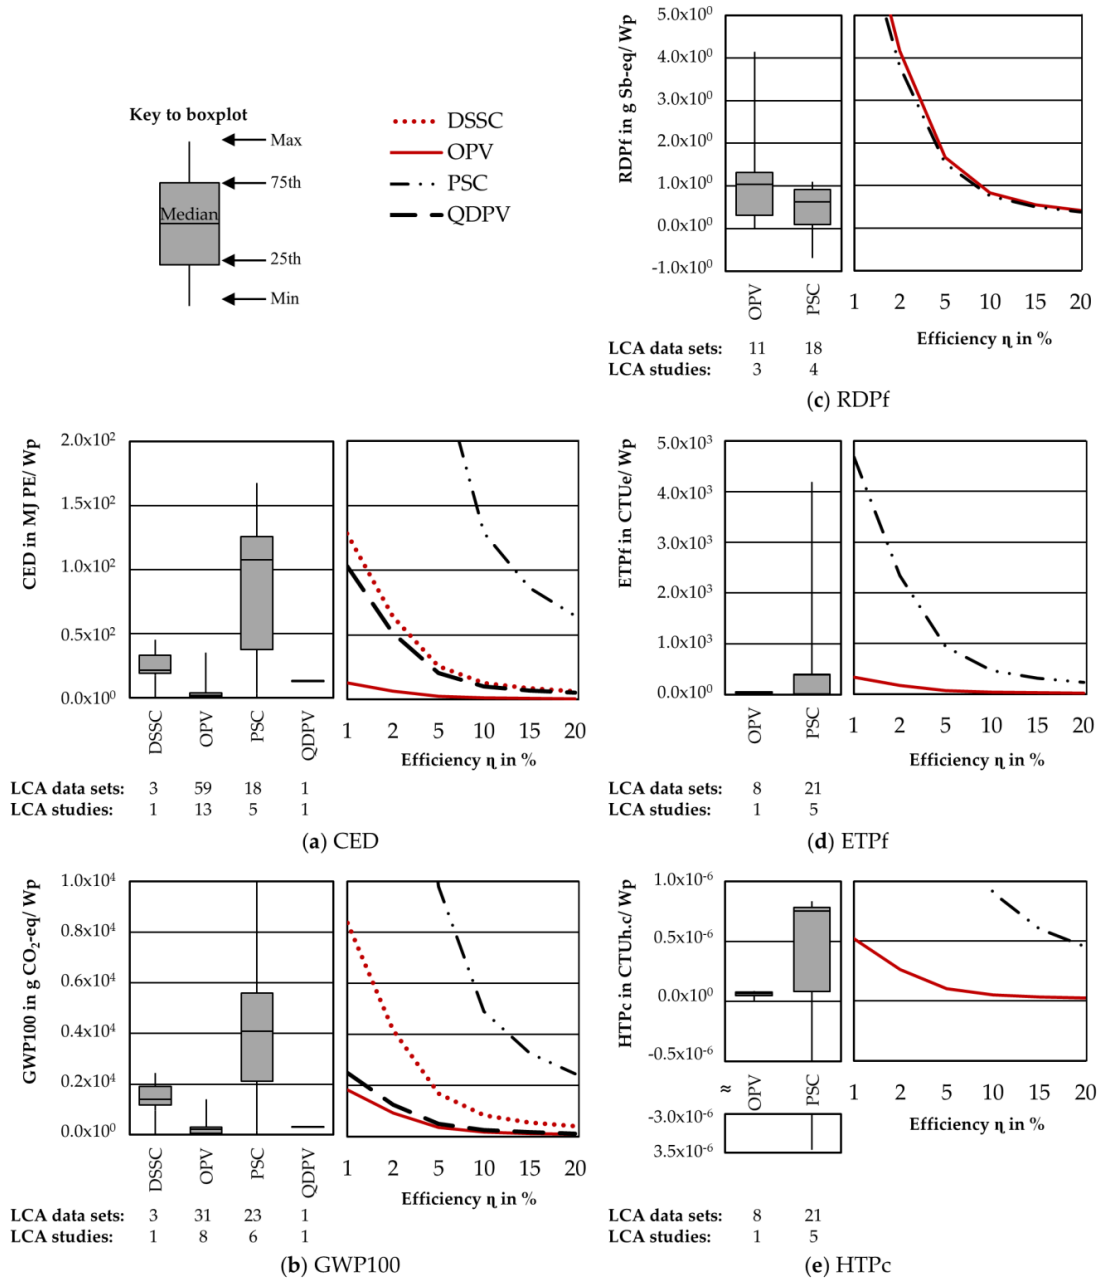 Key to boxplot
Max
75th
Median
25th
Min
DSSC
OPV
PSC
QDPV
RDPf in g Sb-eq/ Wp
5.0x10⁰
4.0x10⁰
3.0x10⁰
2.0x10⁰
1.0x10⁰
0.0x10⁰
-1.0x10⁰
OPV
PSC
1 2 5 10 15 20
Efficiency η in %
LCA data sets: 11 18
LCA studies: 3 4
(c) RDPf
CED in MJ PE/ Wp
2.0x10²
1.5x10²
1.0x10²
0.5x10²
0.0x10⁰
DSSC
OPV
PSC
QDPV
1 2 5 10 15 20
Efficiency η in %
LCA data sets: 3 59 18 1
LCA studies: 1 13 5 1
(a) CED
ETPf in CTUe/ Wp
5.0x10³
4.0x10³
3.0x10³
2.0x10³
1.0x10³
0.0x10⁰
OPV
PSC
1 2 5 10 15 20
Efficiency η in %
LCA data sets: 8 21
LCA studies: 1 5
(d) ETPf
GWP100 in g CO₂-eq/ Wp
1.0x10⁴
0.8x10⁴
0.6x10⁴
0.4x10⁴
0.2x10⁴
0.0x10⁰
DSSC
OPV
PSC
QDPV
1 2 5 10 15 20
Efficiency η in %
LCA data sets: 3 31 23 1
LCA studies: 1 8 6 1
(b) GWP100
HTPc in CTUh.c/ Wp
1.0x10⁻⁶
0.5x10⁻⁶
0.0x10⁰
-0.5x10⁻⁶
≈
OPV
PSC
-3.0x10⁻⁶
3.5x10⁻⁶
1 2 5 10 15 20
Efficiency η in %
LCA data sets: 8 21
LCA studies: 1 5
(e) HTPc